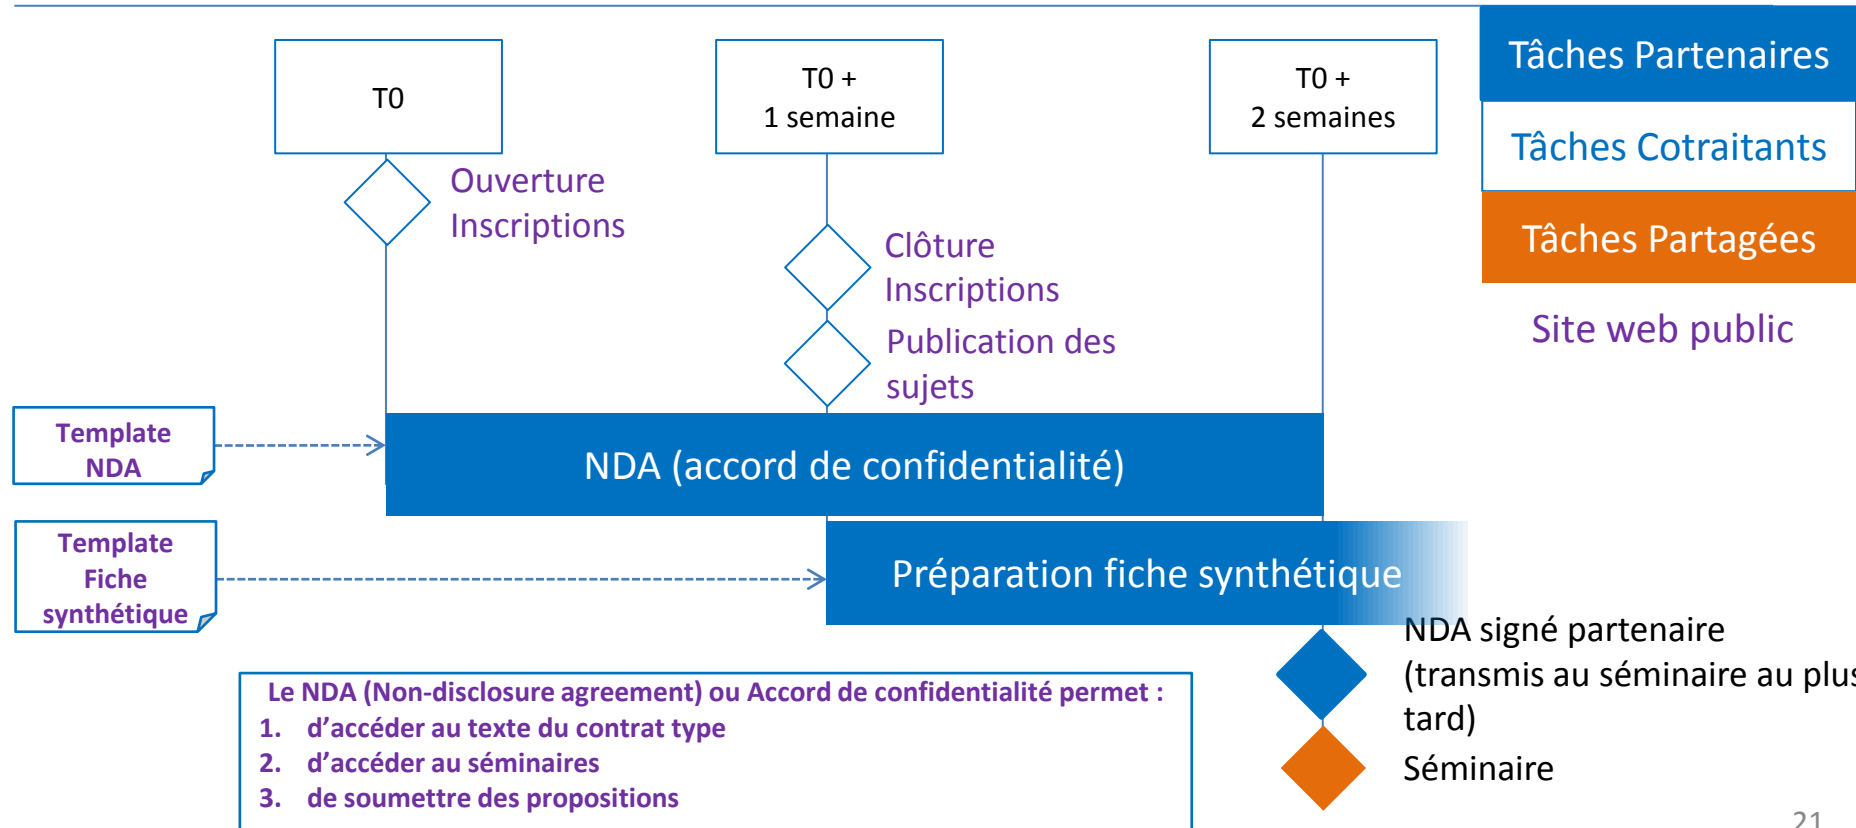 T0
T0 +
1 semaine
T0 +
2 semaines
Tâches Partenaires
Tâches Cotraitants
Tâches Partagées
Site web public
Ouverture
Inscriptions
Clôture
Inscriptions
Publication des
sujets
Template
NDA
NDA (accord de confidentialité)
Template
Fiche
synthétique
Préparation fiche synthétique
NDA signé partenaire
(transmis au séminaire au plus
tard)
Séminaire
Le NDA (Non-disclosure agreement) ou Accord de confidentialité permet :
1. d’accéder au texte du contrat type
2. d’accéder au séminaires
3. de soumettre des propositions
21